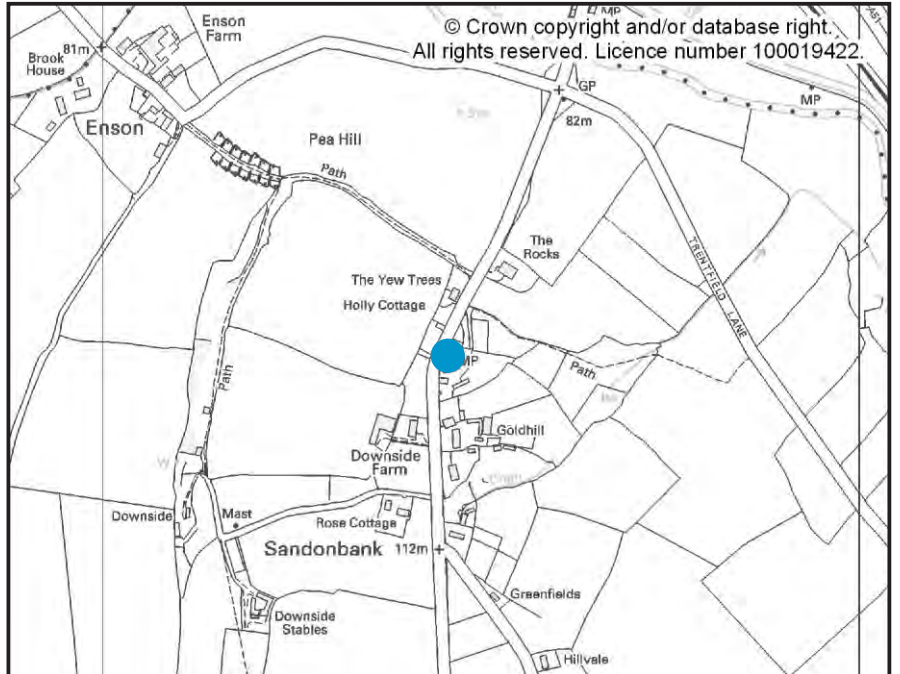 © Crown copyright and/or database right.
All rights reserved. Licence number 100019422.
MP
A51
Enson
Farm
81m
Brook
House
Enson
GP
82m
MP
Pea Hill
Path
The
Rocks
TRENTFIELD LANE
The Yew Trees
Holly Cottage
MP
Path
Path
Goldhill
Downside
Farm
W
Mast
Downside
Rose Cottage
Sandonbank
112m
Greenfields
Downside
Stables
Hillvale